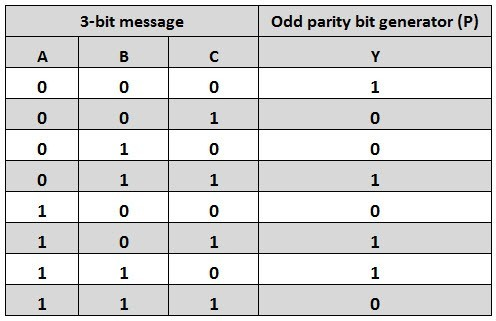 3-bit message Odd parity bit generator (P)
A B C Y
0 0 0 1
0 0 1 0
0 1 0 0
0 1 1 1
1 0 0 0
1 0 1 1
1 1 0 1
1 1 1 0